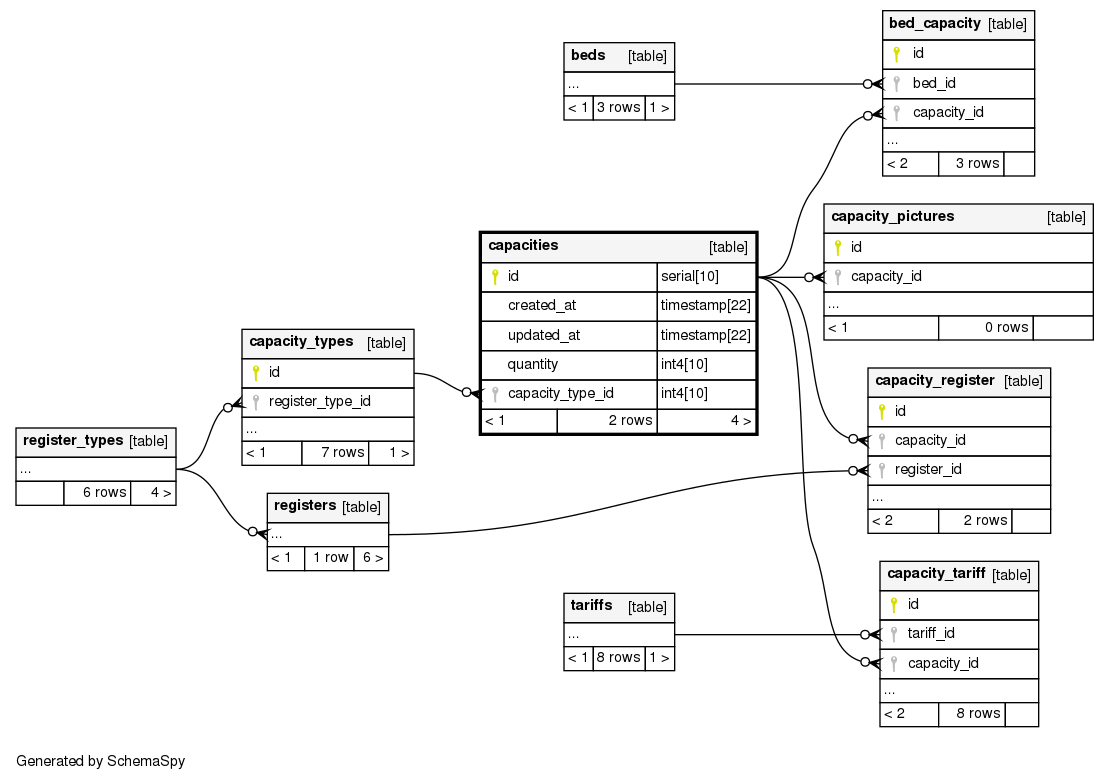 bed_capacity [table]
id
bed_id
capacity_id
...
< 2 3 rows
beds [table]
...
< 1 3 rows 1 >
capacity_pictures [table]
id
capacity_id
...
< 1 0 rows
capacities [table]
id serial[10]
created_at timestamp[22]
updated_at timestamp[22]
quantity int4[10]
capacity_type_id int4[10]
< 1 2 rows 4 >
capacity_types [table]
id
register_type_id
...
< 1 7 rows 1 >
capacity_register [table]
id
capacity_id
register_id
...
< 2 2 rows
register_types [table]
...
6 rows 4 >
registers [table]
...
< 1 1 row 6 >
capacity_tariff [table]
id
tariff_id
capacity_id
...
< 2 8 rows
tariffs [table]
...
< 1 8 rows 1 >
Generated by SchemaSpy